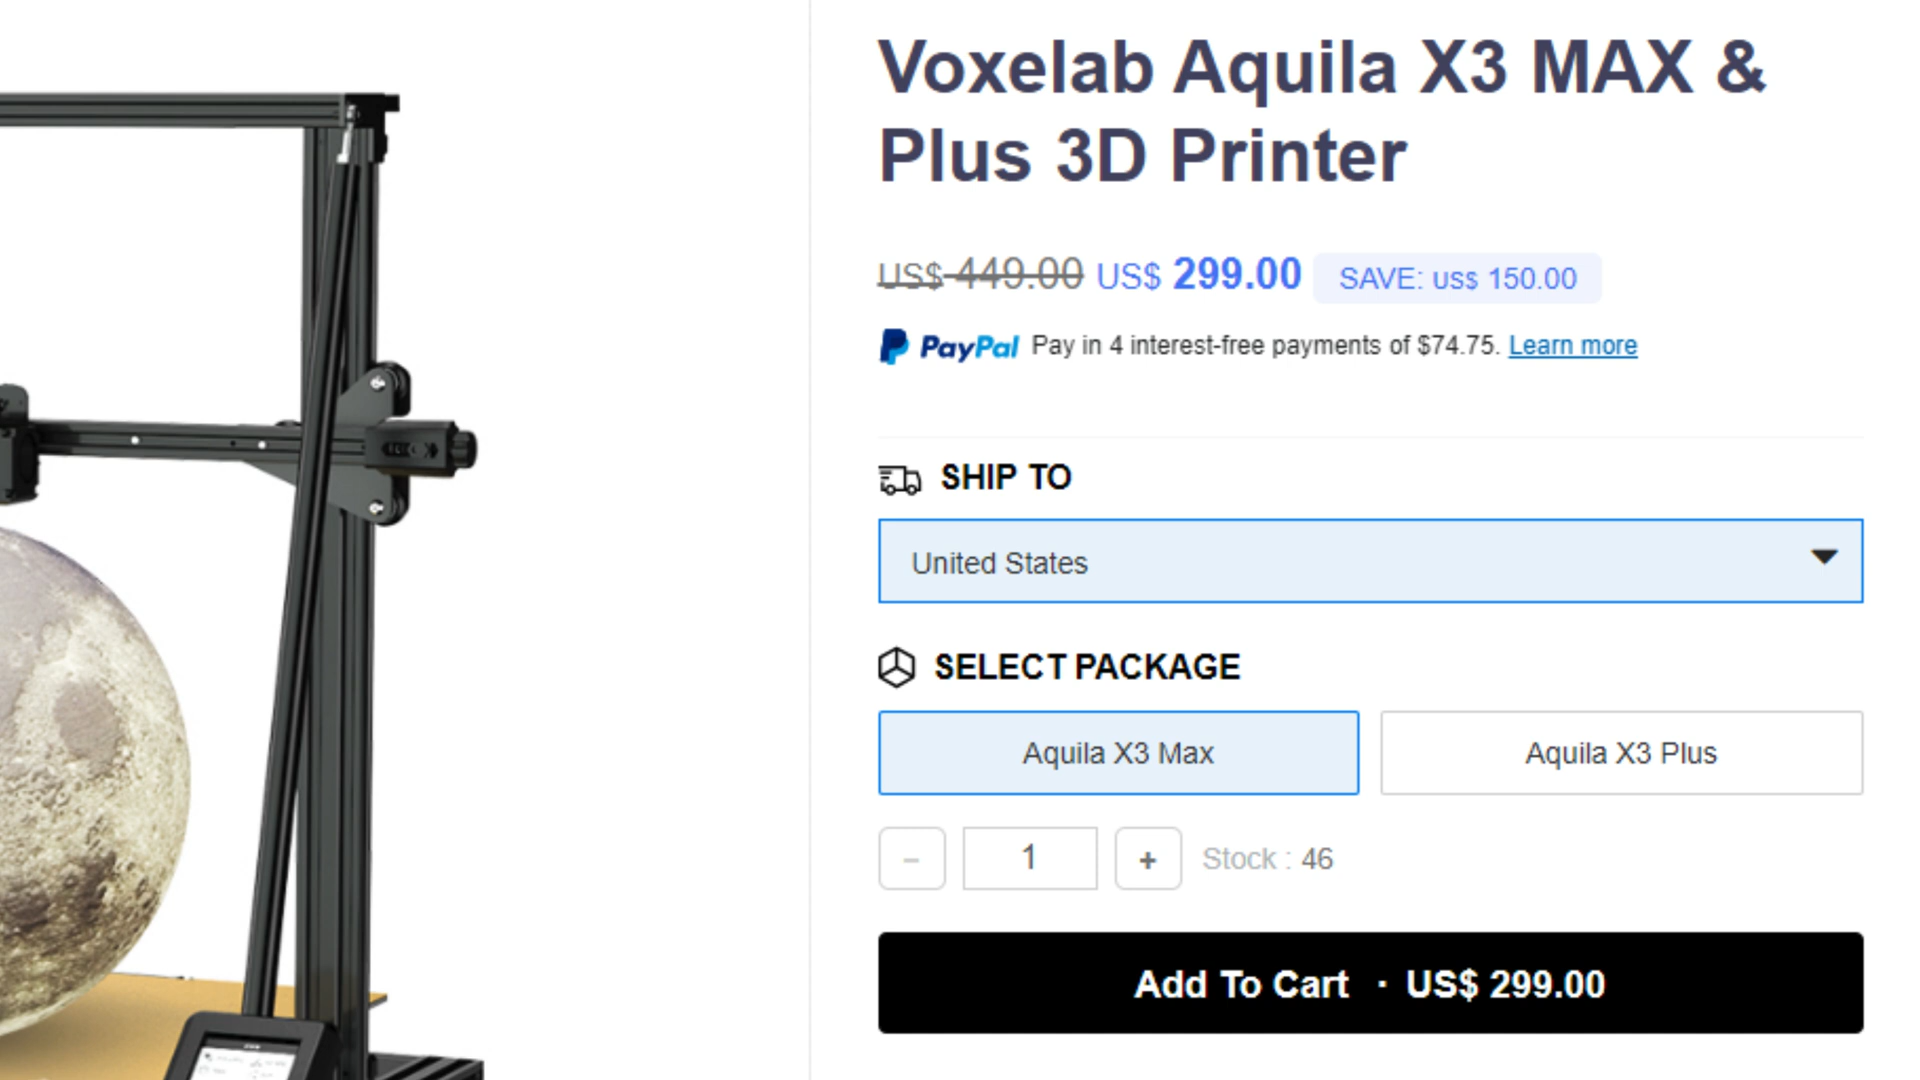 Voxelab Aquila X3 MAX &
Plus 3D Printer
US$ 449.00 US$ 299.00 SAVE: US$ 150.00
PayPal Pay in 4 interest-free payments of $74.75. Learn more
SHIP TO
United States
SELECT PACKAGE
Aquila X3 Max Aquila X3 Plus
− 1 + Stock : 46
Add To Cart · US$ 299.00